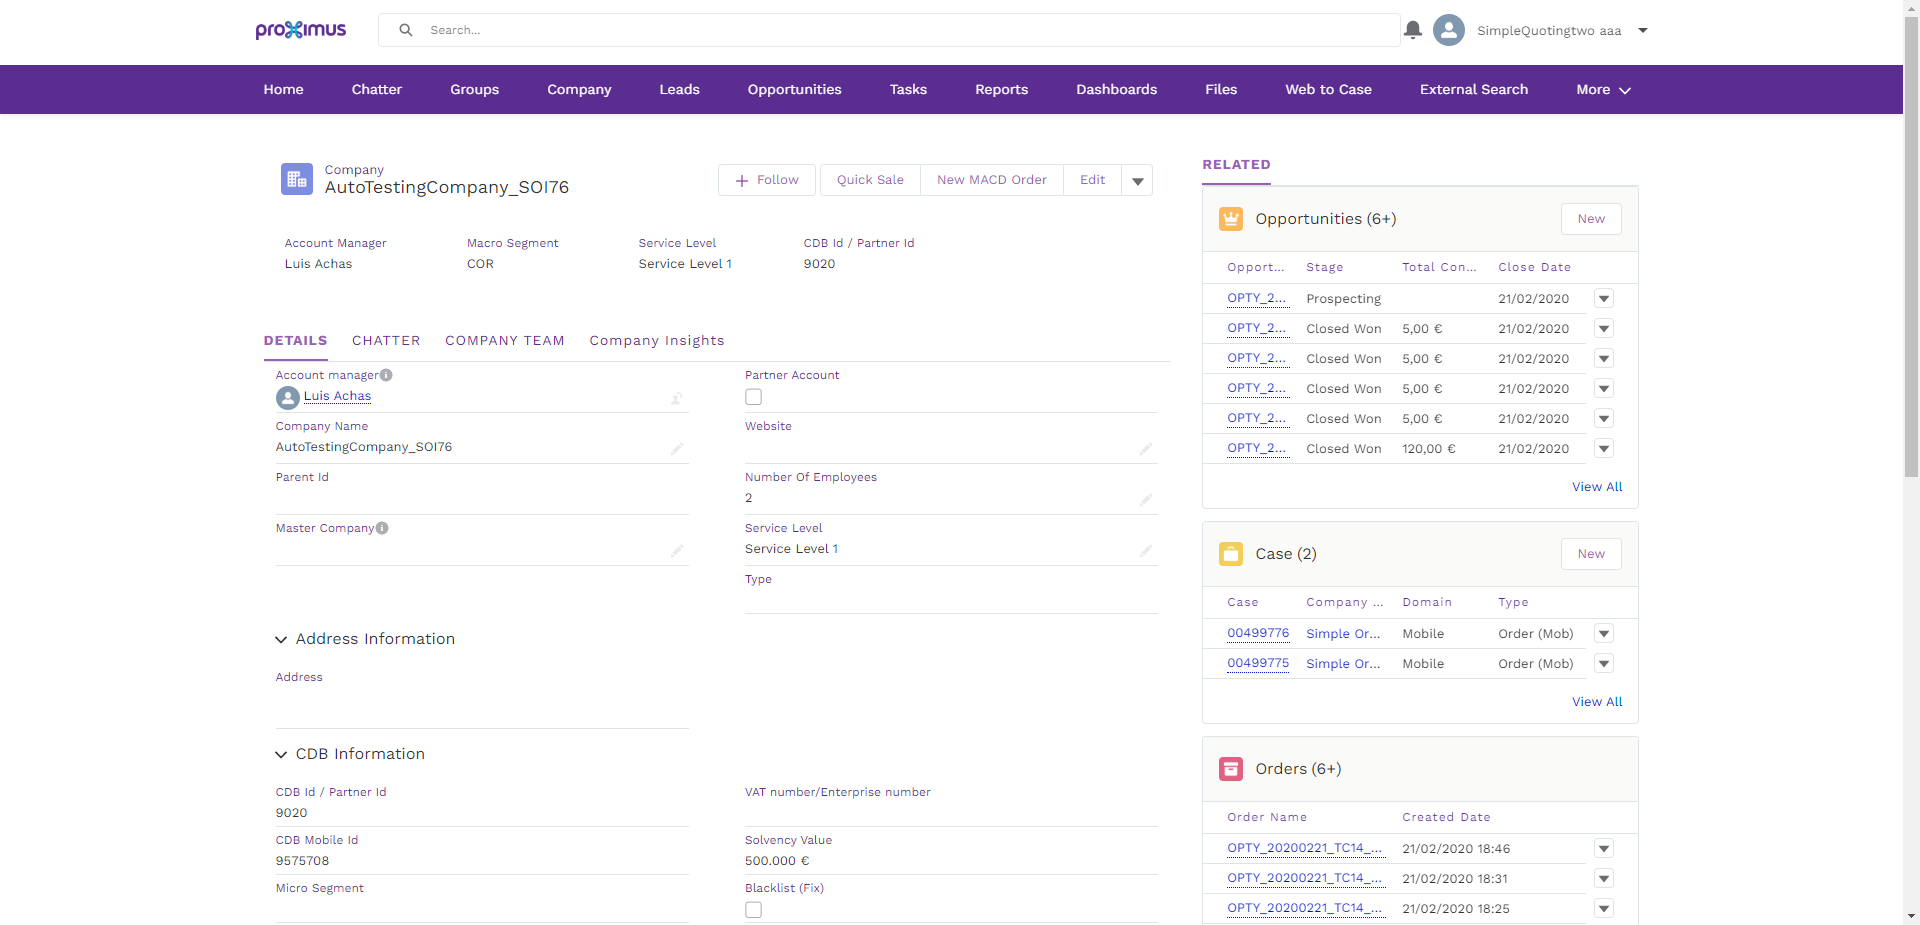 proximus
Search...
SimpleQuotingtwo aaa
Home Chatter Groups Company Leads Opportunities Tasks Reports Dashboards Files Web to Case External Search More
Company
AutoTestingCompany_SOI76
Follow Quick Sale New MACD Order Edit
Account Manager Macro Segment Service Level CDB Id / Partner Id
Luis Achas COR Service Level 1 9020
DETAILS CHATTER COMPANY TEAM Company Insights
Account manager Partner Account
Luis Achas
Company Name Website
AutoTestingCompany_SOI76
Parent Id Number Of Employees
2
Master Company Service Level
Service Level 1
Type
Address Information
Address
CDB Information
CDB Id / Partner Id VAT number/Enterprise number
9020
CDB Mobile Id Solvency Value
9575708 500.000 €
Micro Segment Blacklist (Fix)
RELATED
Opportunities (6+) New
Opport... Stage Total Con... Close Date
OPTY_2... Prospecting 21/02/2020
OPTY_2... Closed Won 5,00 € 21/02/2020
OPTY_2... Closed Won 5,00 € 21/02/2020
OPTY_2... Closed Won 5,00 € 21/02/2020
OPTY_2... Closed Won 5,00 € 21/02/2020
OPTY_2... Closed Won 120,00 € 21/02/2020
View All
Case (2) New
Case Company ... Domain Type
00499776 Simple Or... Mobile Order (Mob)
00499775 Simple Or... Mobile Order (Mob)
View All
Orders (6+)
Order Name Created Date
OPTY_20200221_TC14_... 21/02/2020 18:46
OPTY_20200221_TC14_... 21/02/2020 18:31
OPTY_20200221_TC14_... 21/02/2020 18:25